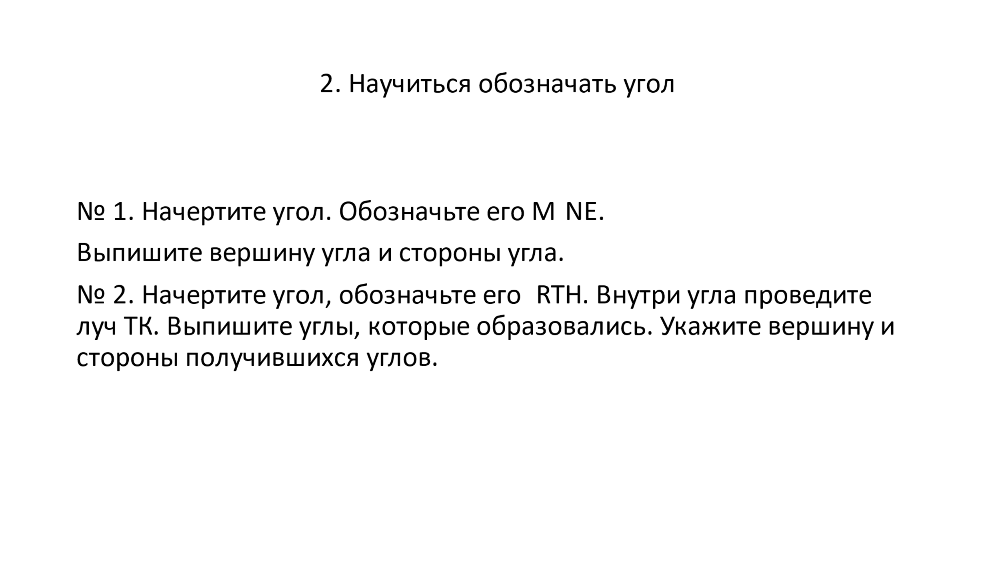 2. Научиться обозначать угол
№ 1. Начертите угол. Обозначьте его M NE.
Выпишите вершину угла и стороны угла.
№ 2. Начертите угол, обозначьте его RTH. Внутри угла проведите
луч ТК. Выпишите углы, которые образовались. Укажите вершину и
стороны получившихся углов.